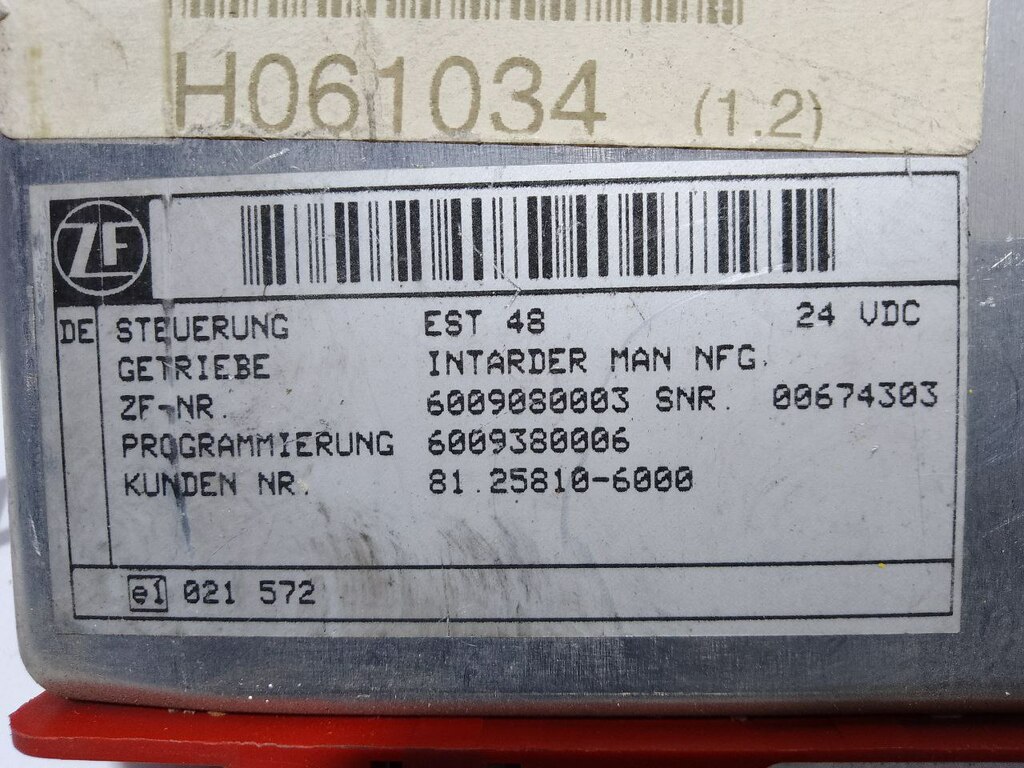 H061034 (1.2)
ZF
DE STEUERUNG EST 48 24 VDC
GETRIEBE INTARDER MAN NFG.
ZF-NR. 6009080003 SNR. 00674303
PROGRAMMIERUNG 6009380006
KUNDEN NR. 81.25810-6000
e1 021 572